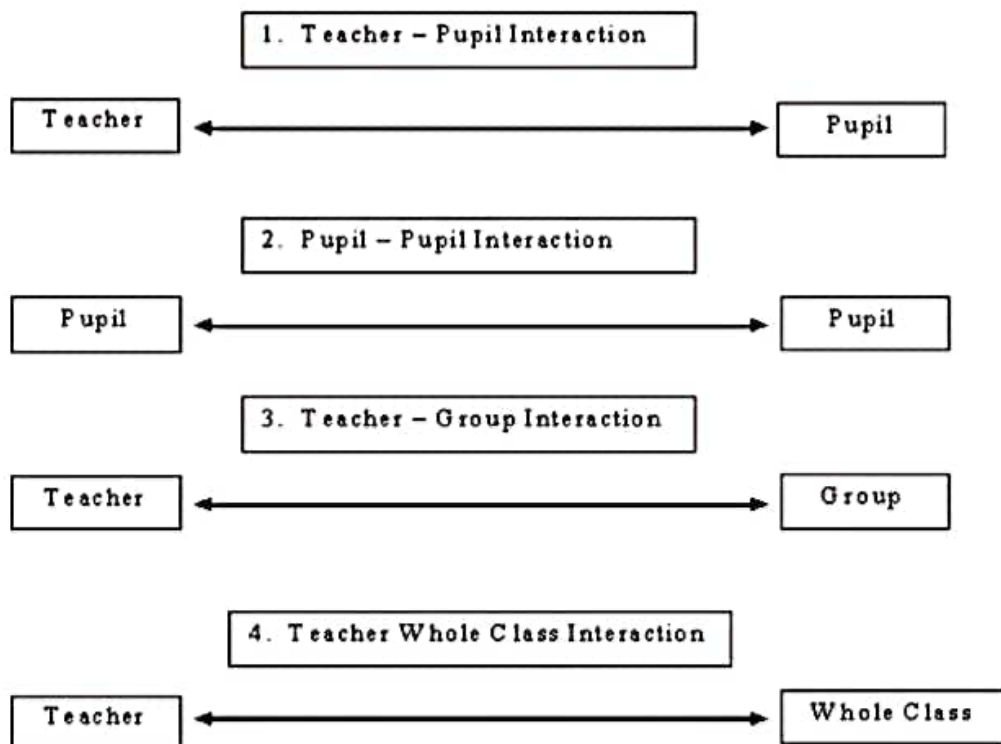 1. Teacher – Pupil Interaction
Teacher
Pupil
2. Pupil – Pupil Interaction
Pupil
Pupil
3. Teacher – Group Interaction
Teacher
Group
4. Teacher Whole Class Interaction
Teacher
Whole Class